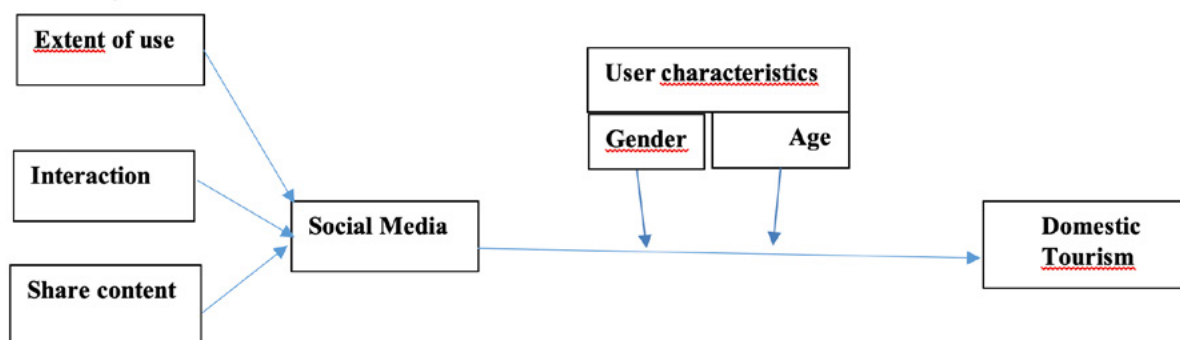 Extent of use
User characteristics
Gender
Age
Interaction
Social Media
Domestic
Tourism
Share content